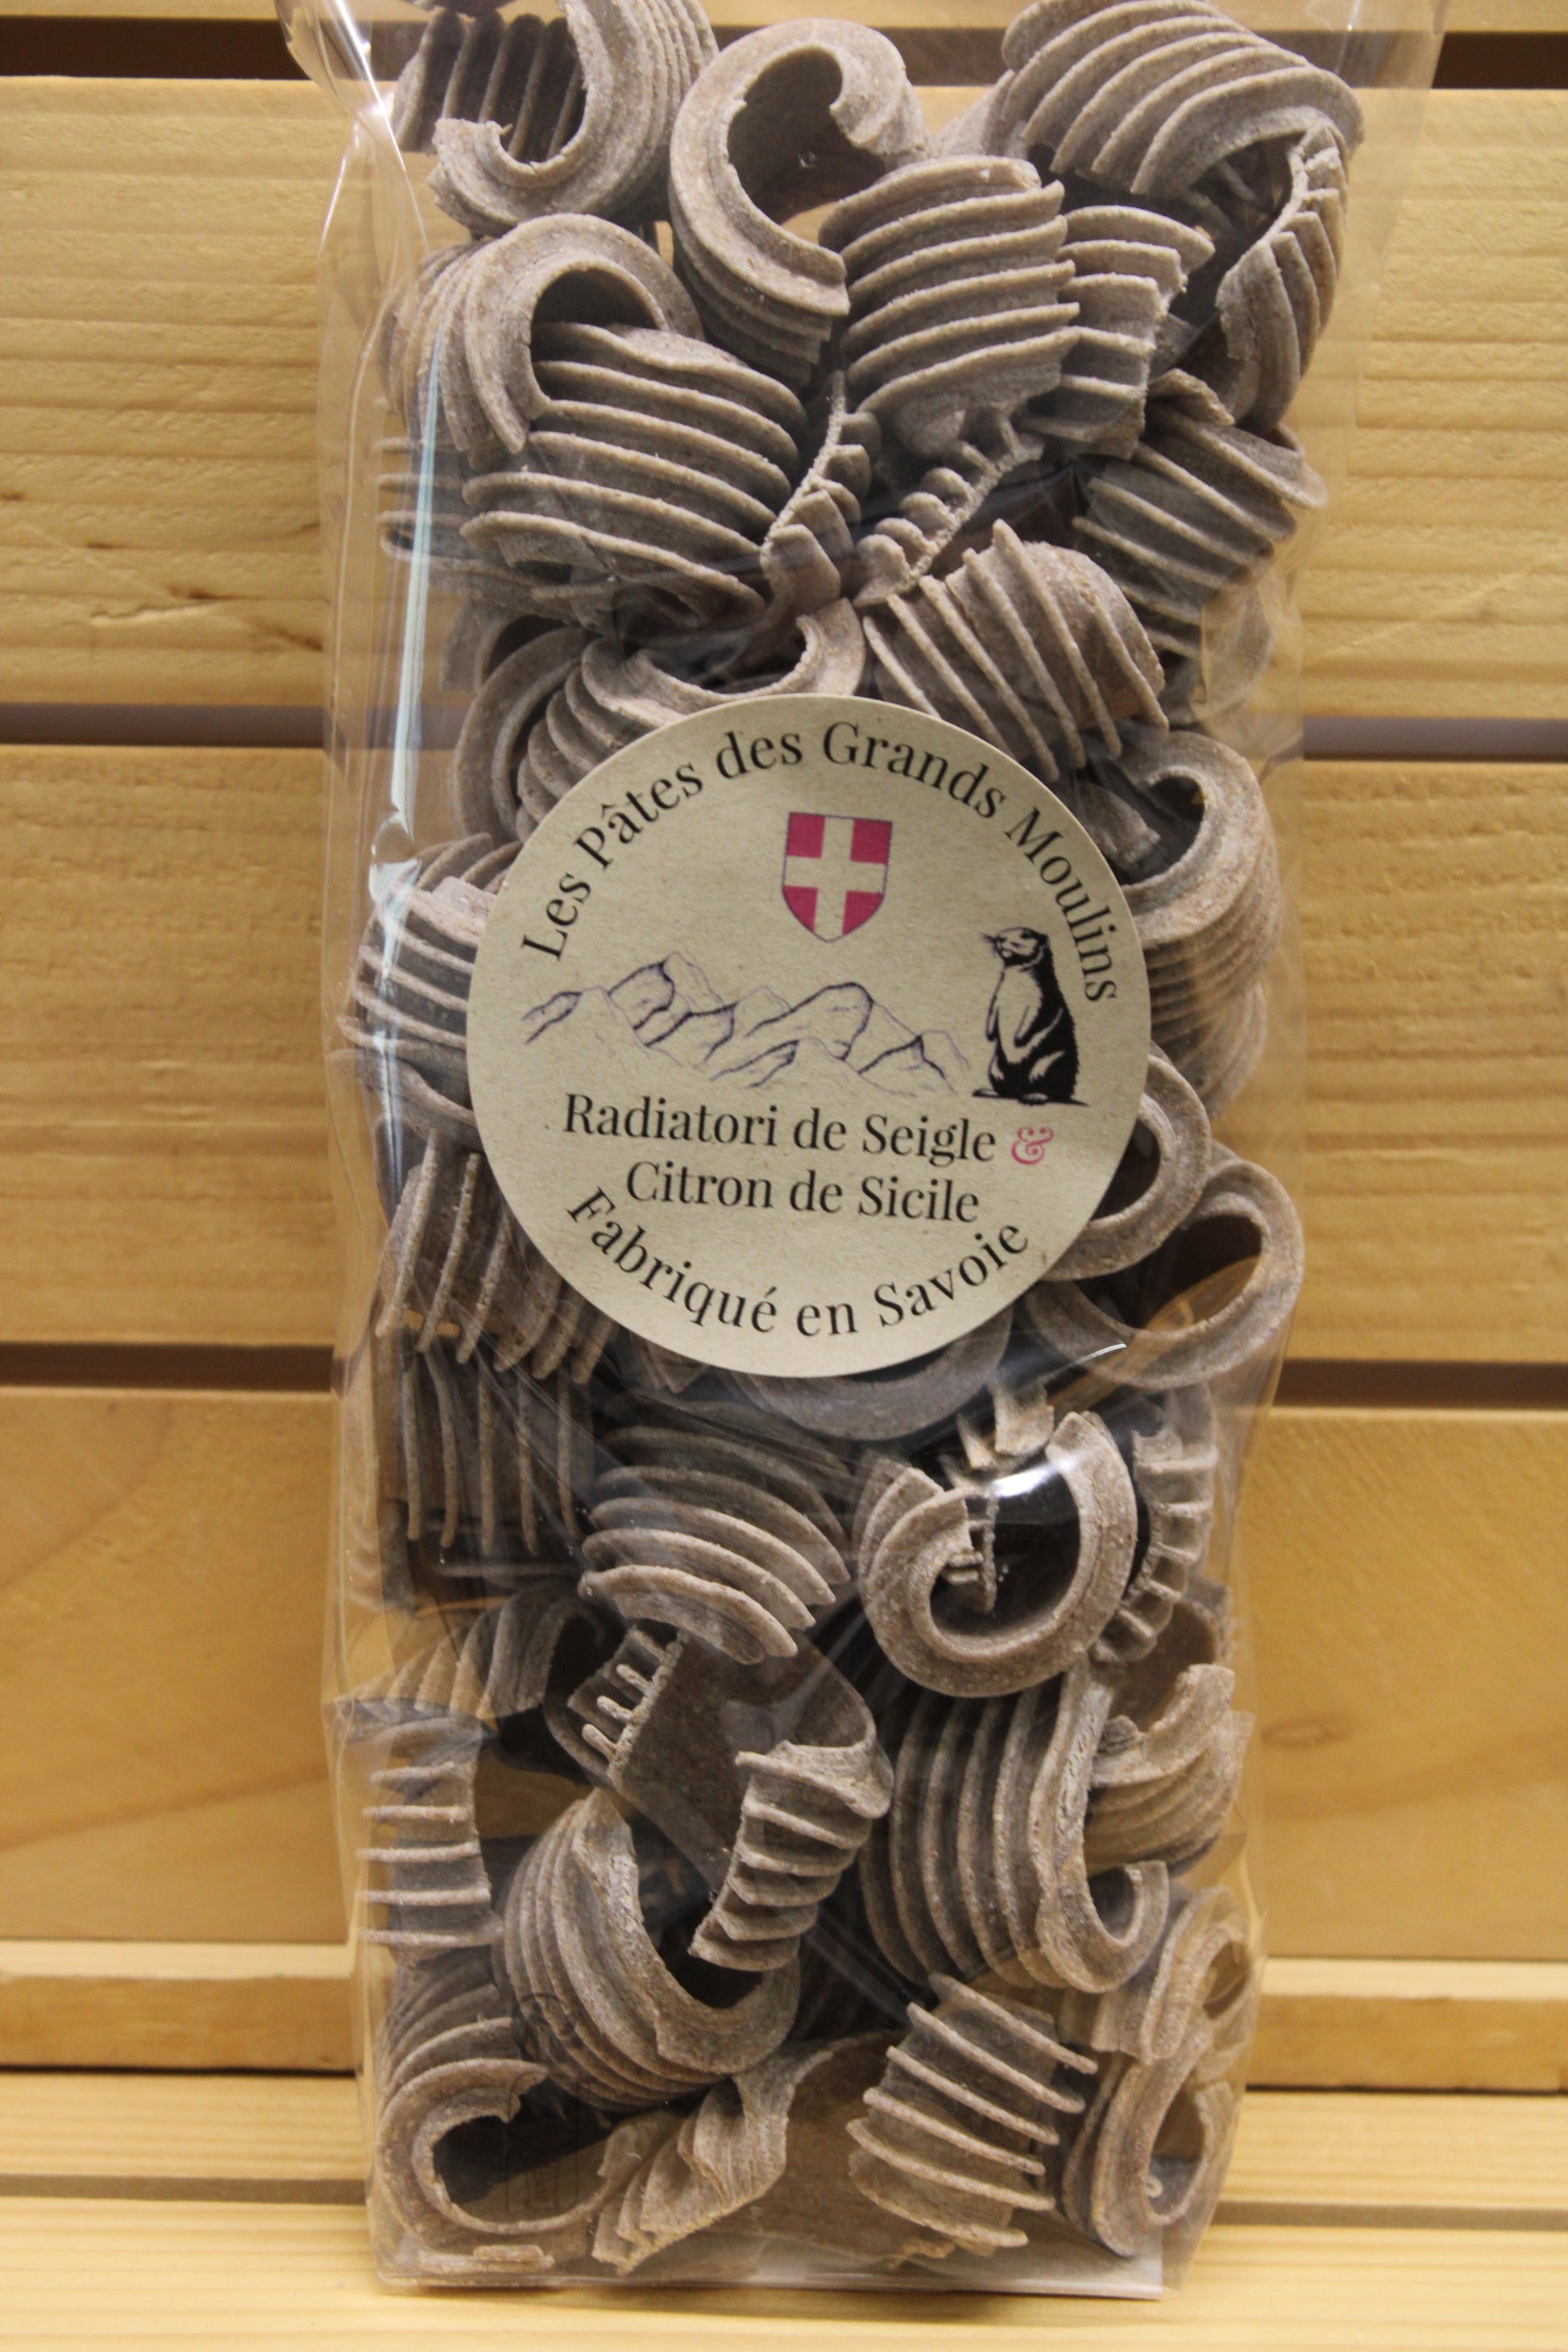 Les Pâtes des Grands Moulins
Radiatori de Seigle &
Citron de Sicile
Fabriqué en Savoie